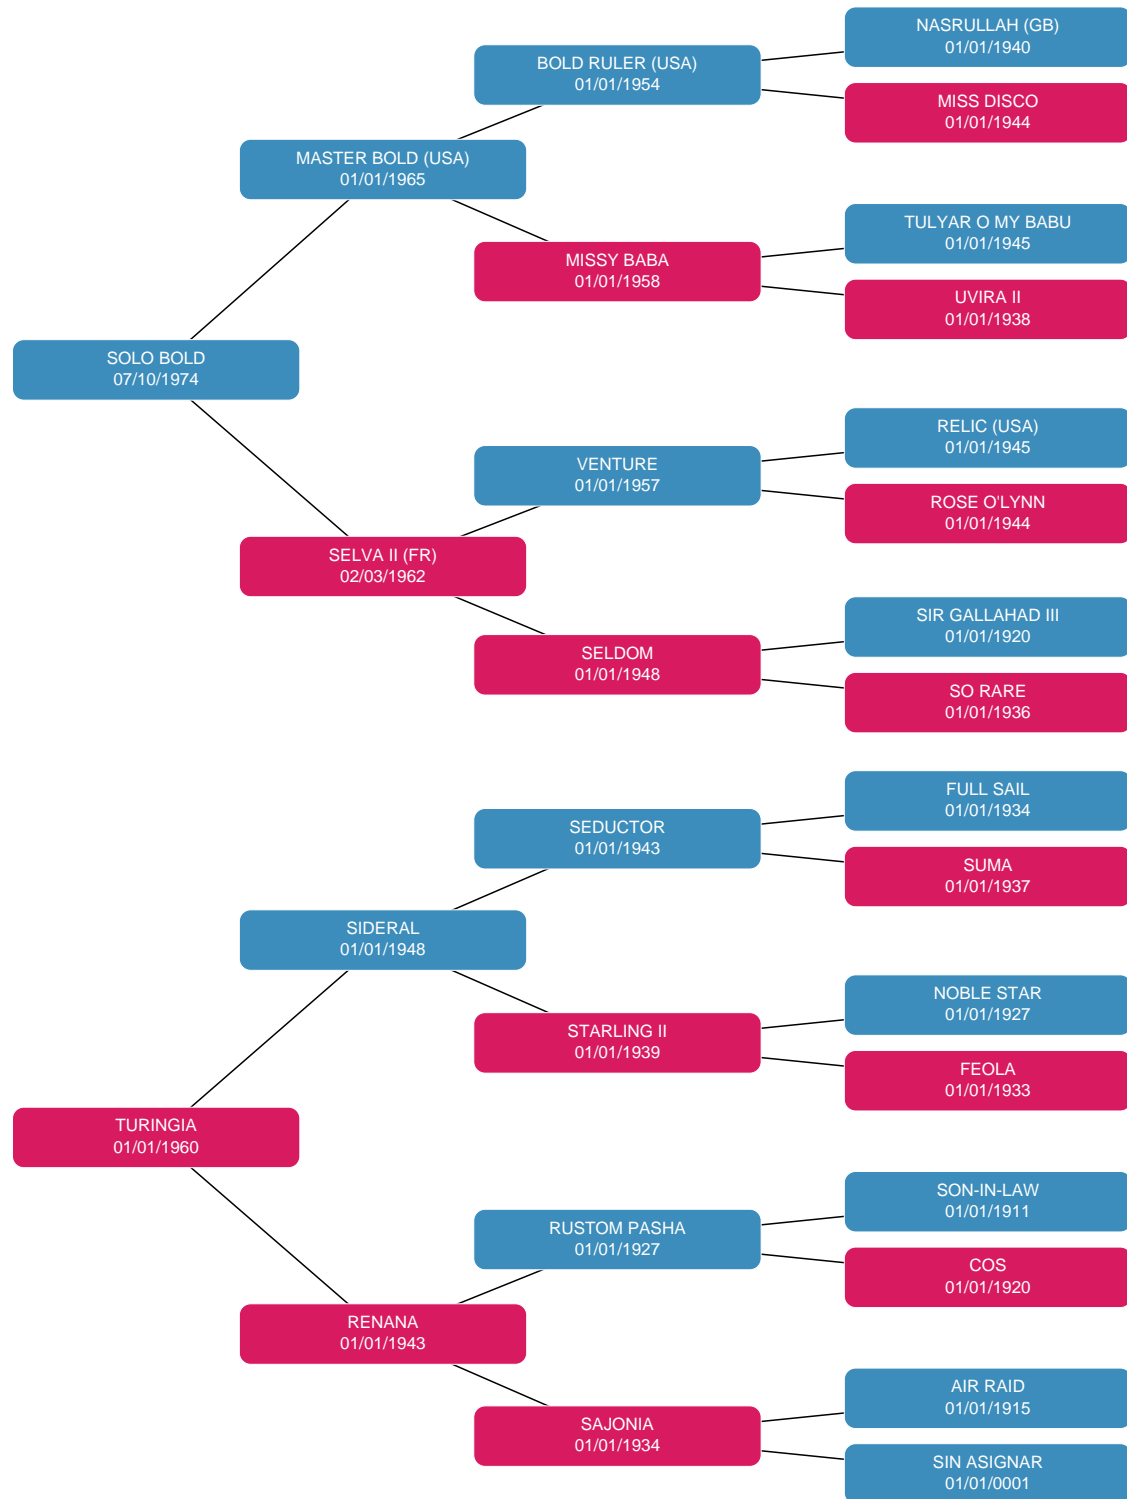 NASRULLAH (GB)
01/01/1940
BOLD RULER (USA)
01/01/1954
MISS DISCO
01/01/1944
MASTER BOLD (USA)
01/01/1965
TULYAR O MY BABU
01/01/1945
MISSY BABA
01/01/1958
UVIRA II
01/01/1938
SOLO BOLD
07/10/1974
RELIC (USA)
01/01/1945
VENTURE
01/01/1957
ROSE O'LYNN
01/01/1944
SELVA II (FR)
02/03/1962
SIR GALLAHAD III
01/01/1920
SELDOM
01/01/1948
SO RARE
01/01/1936
FULL SAIL
01/01/1934
SEDUCTOR
01/01/1943
SUMA
01/01/1937
SIDERAL
01/01/1948
NOBLE STAR
01/01/1927
STARLING II
01/01/1939
FEOLA
01/01/1933
TURINGIA
01/01/1960
SON-IN-LAW
01/01/1911
RUSTOM PASHA
01/01/1927
COS
01/01/1920
RENANA
01/01/1943
AIR RAID
01/01/1915
SAJONIA
01/01/1934
SIN ASIGNAR
01/01/0001